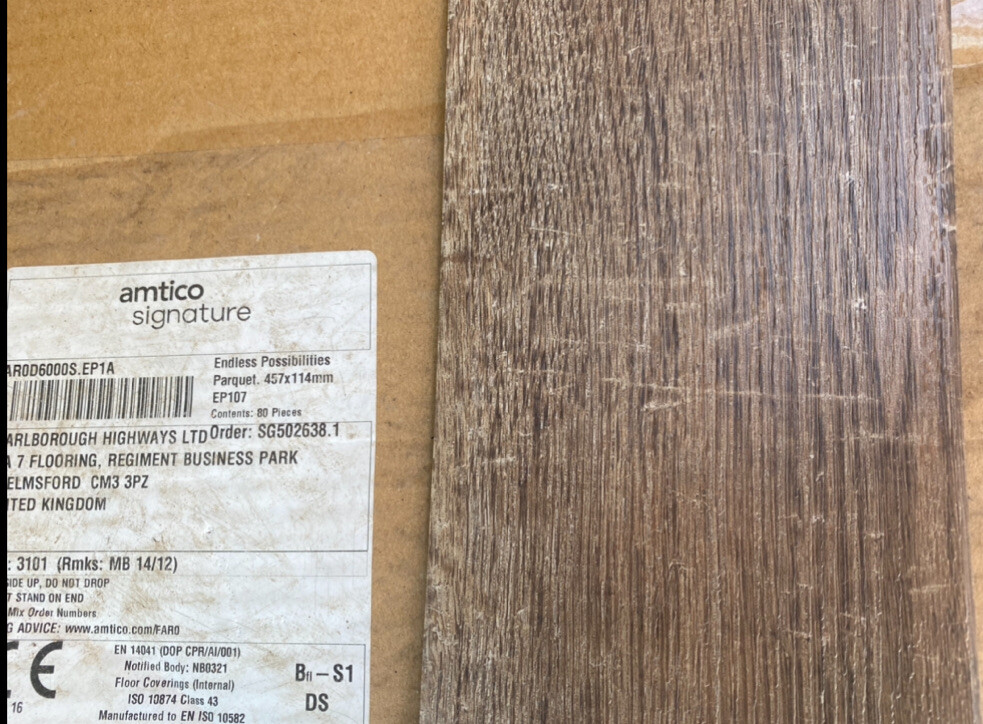 amtico
signature
AR0D6000S.EP1A
Endless Possibilities
Parquet. 457x114mm
EP107
Contents: 80 Pieces
Order: SG502638.1
ARLBOROUGH HIGHWAYS LTD
A 7 FLOORING, REGIMENT BUSINESS PARK
ELMSFORD CM3 3PZ
ITED KINGDOM
: 3101 (Rmks: MB 14/12)
SIDE UP, DO NOT DROP
T STAND ON END
Mix Order Numbers
G ADVICE: www.amtico.com/FARO
CE
16
EN 14041 (DOP CPR/AI/001)
Notified Body: NB0321
Floor Coverings (Internal)
ISO 10874 Class 43
Manufactured to EN ISO 10582
Bfl – S1
DS